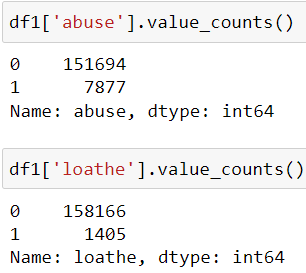 df1['abuse'].value_counts()
0    151694
1      7877
Name: abuse, dtype: int64
df1['loathe'].value_counts()
0    158166
1      1405
Name: loathe, dtype: int64